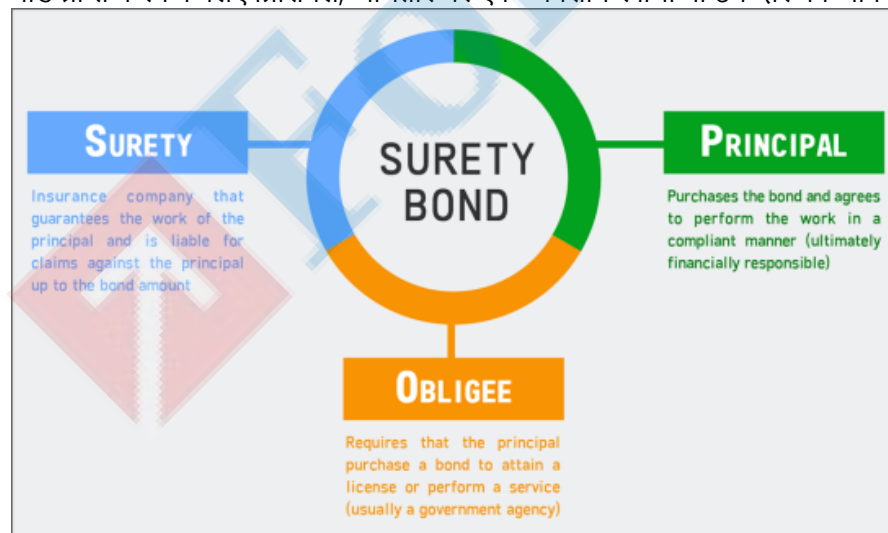 SURETY
Insurance company that
guarantees the work of the
principal and is liable for
claims against the principal
up to the bond amount
SURETY
BOND
PRINCIPAL
Purchases the bond and agrees
to perform the work in a
compliant manner (ultimately
financially responsible)
OBLIGEE
Requires that the principal
purchase a bond to attain a
license or perform a service
(usually a government agency)